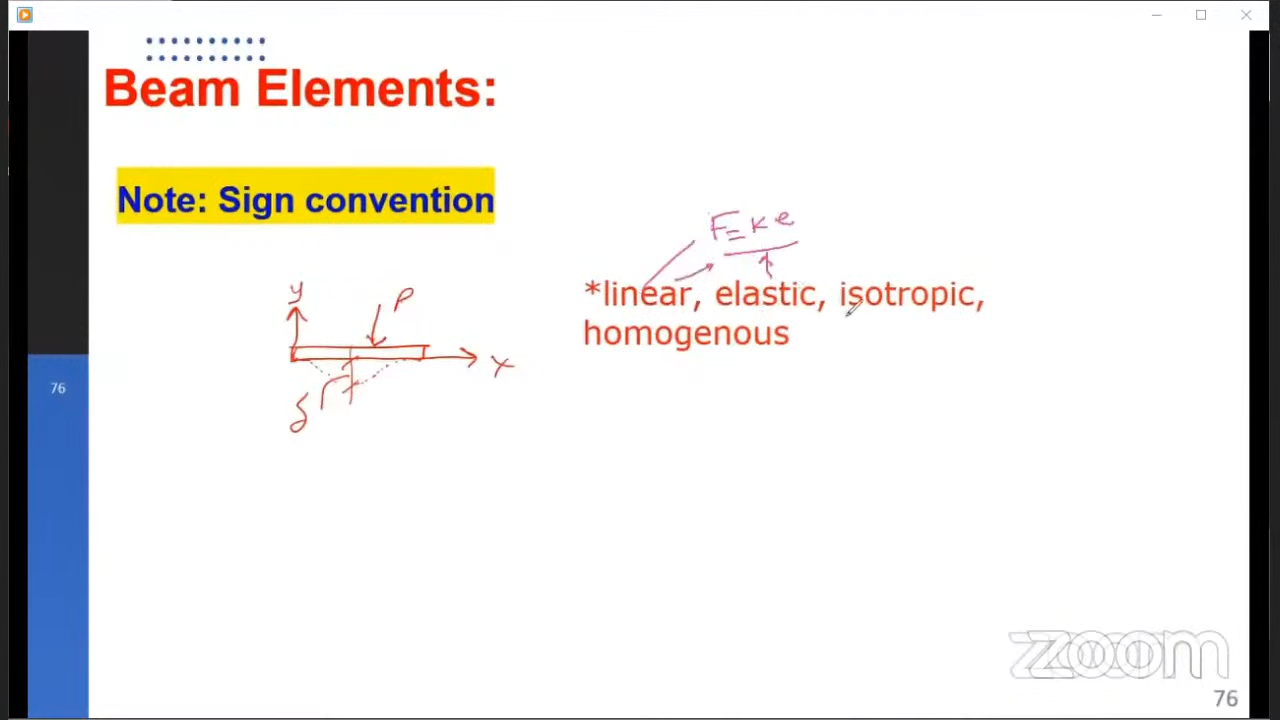 Beam Elements:
Note: Sign convention
F=ke
*linear, elastic, isotropic,
homogenous
y
P
x
δ
76
zoom
76